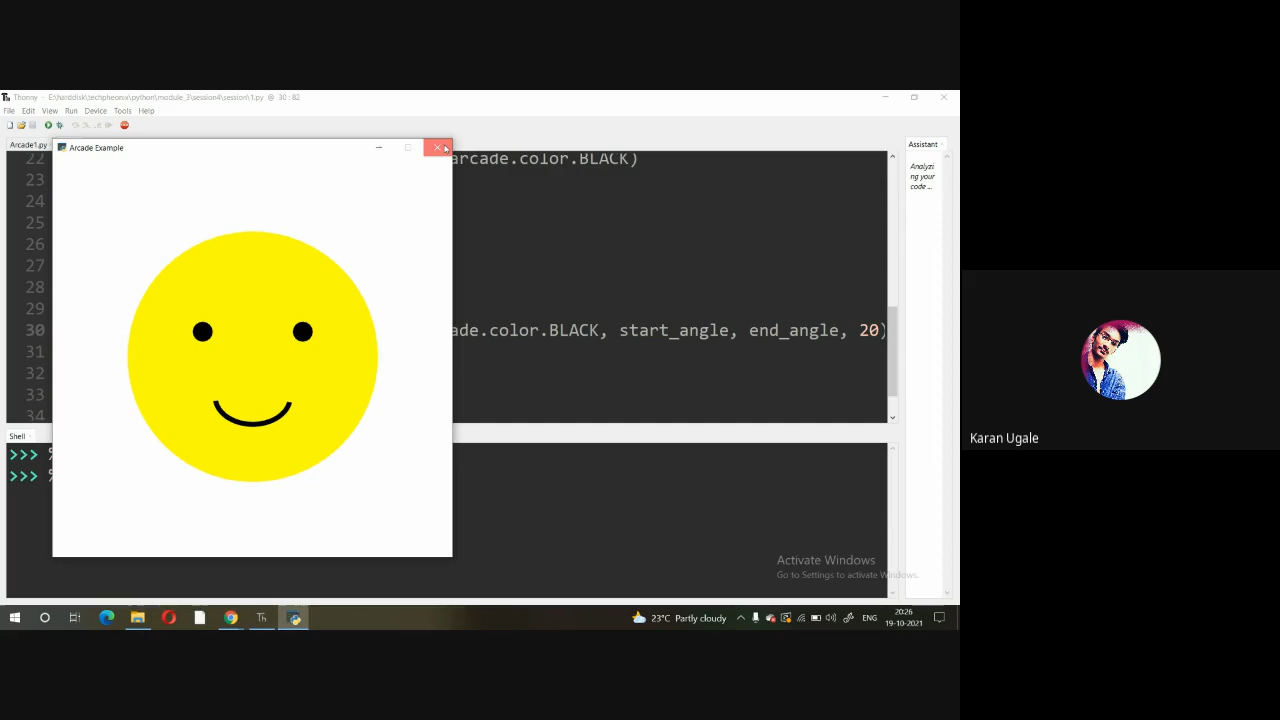 Thonny - E:\harddisk\techpheonix\python\module_3\session4\session\1.py @ 30 : 82
File Edit View Run Device Tools Help
Arcade1.py
Arcade Example
Assistant
Analyzi
ng your
code ...
22 arcade.color.BLACK)
23
24
25
26
27
28
29
30 ade.color.BLACK, start_angle, end_angle, 20)
31
32
33
34
Shell
>>>
>>>
Activate Windows
Go to Settings to activate Windows.
Th
23°C Partly cloudy
ENG
20:26
19-10-2021
Karan Ugale